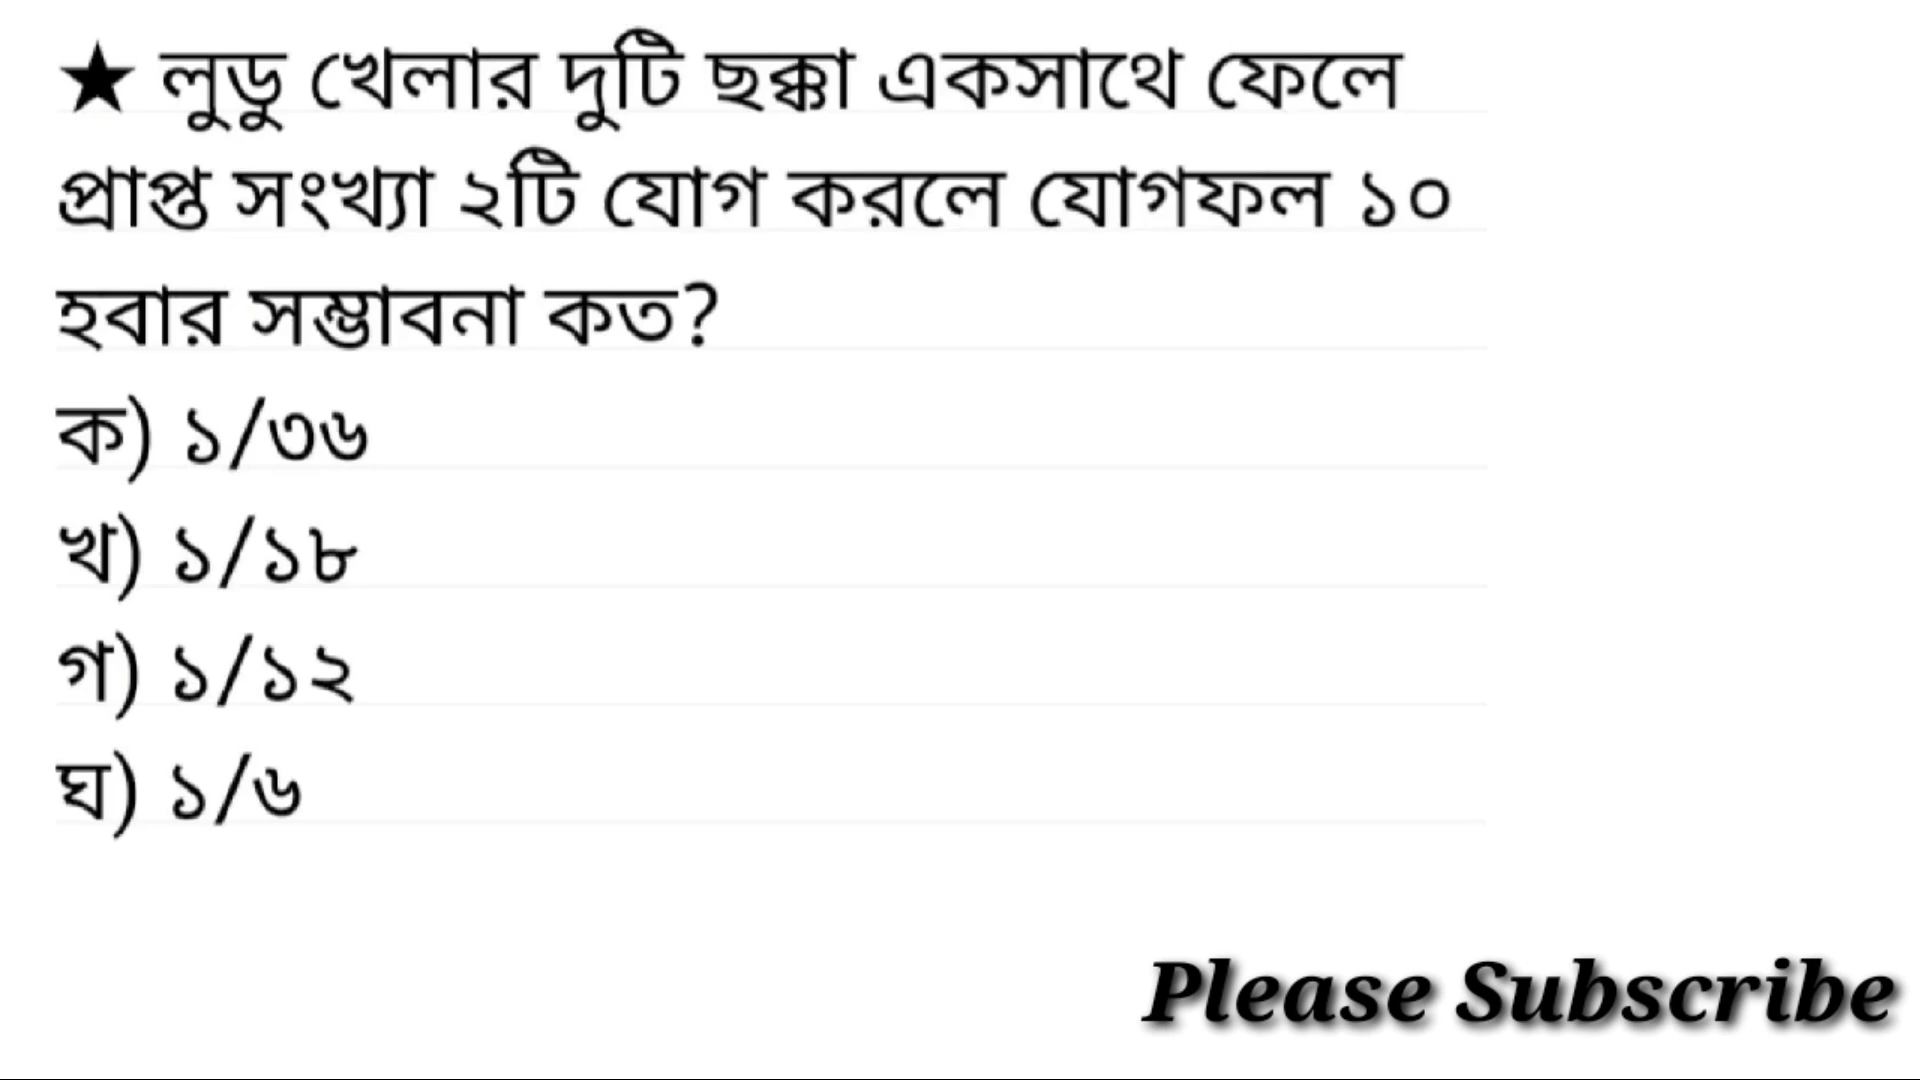 ★ লুডু খেলার দুটি ছক্কা একসাথে ফেলে
প্রাপ্ত সংখ্যা ২টি যোগ করলে যোগফল ১০
হবার সম্ভাবনা কত?
ক) ১/৩৬
খ) ১/১৮
গ) ১/১২
ঘ) ১/৬
Please Subscribe